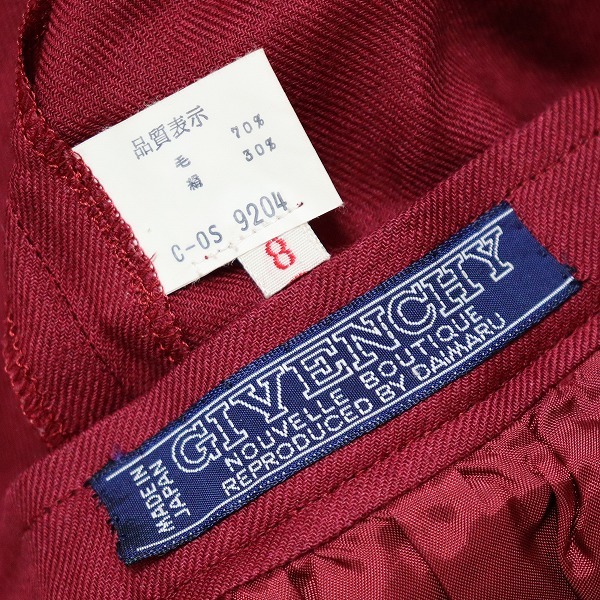 品質表示
毛 70%
絹 30%
C-OS 9204
8
GIVENCHY
NOUVELLE BOUTIQUE
REPRODUCED BY DAIMARU
MADE IN
JAPAN